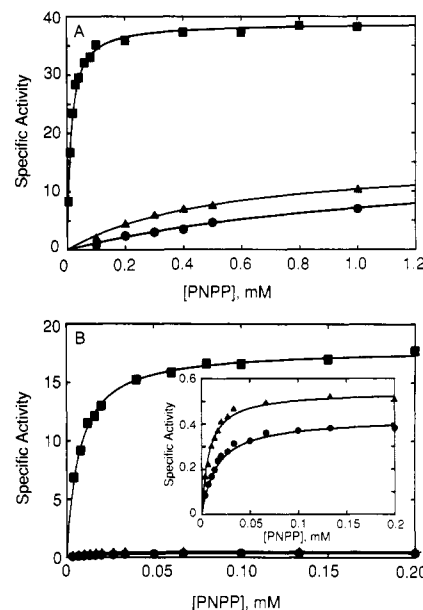 A
Specific Activity
40
30
20
10
0
0 0.2 0.4 0.6 0.8 1.0 1.2
[PNPP], mM
B
Specific Activity
20
15
10
5
0
0 0.05 0.10 0.15 0.20
[PNPP], mM
Specific Activity
0.6
0.4
0.2
0
0 0.05 0.1 0.15 0.2
[PNPP], mM